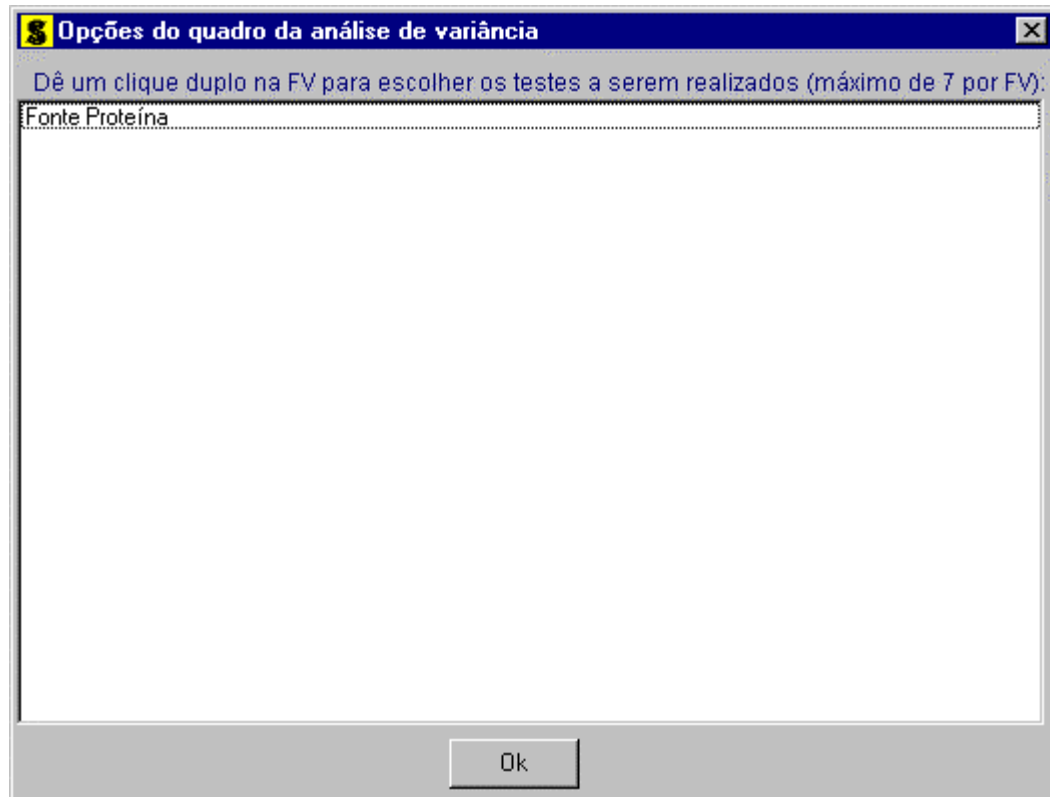 Opções do quadro da análise de variância
Dê um clique duplo na FV para escolher os testes a serem realizados (máximo de 7 por FV):
Fonte Proteína
Ok